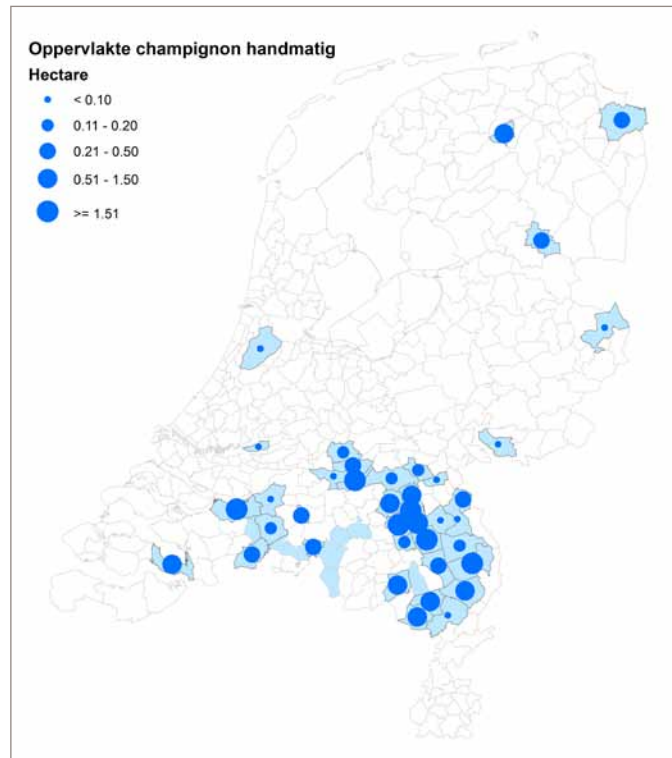 Oppervlakte champignon handmatig
Hectare
< 0.10
0.11 - 0.20
0.21 - 0.50
0.51 - 1.50
>= 1.51